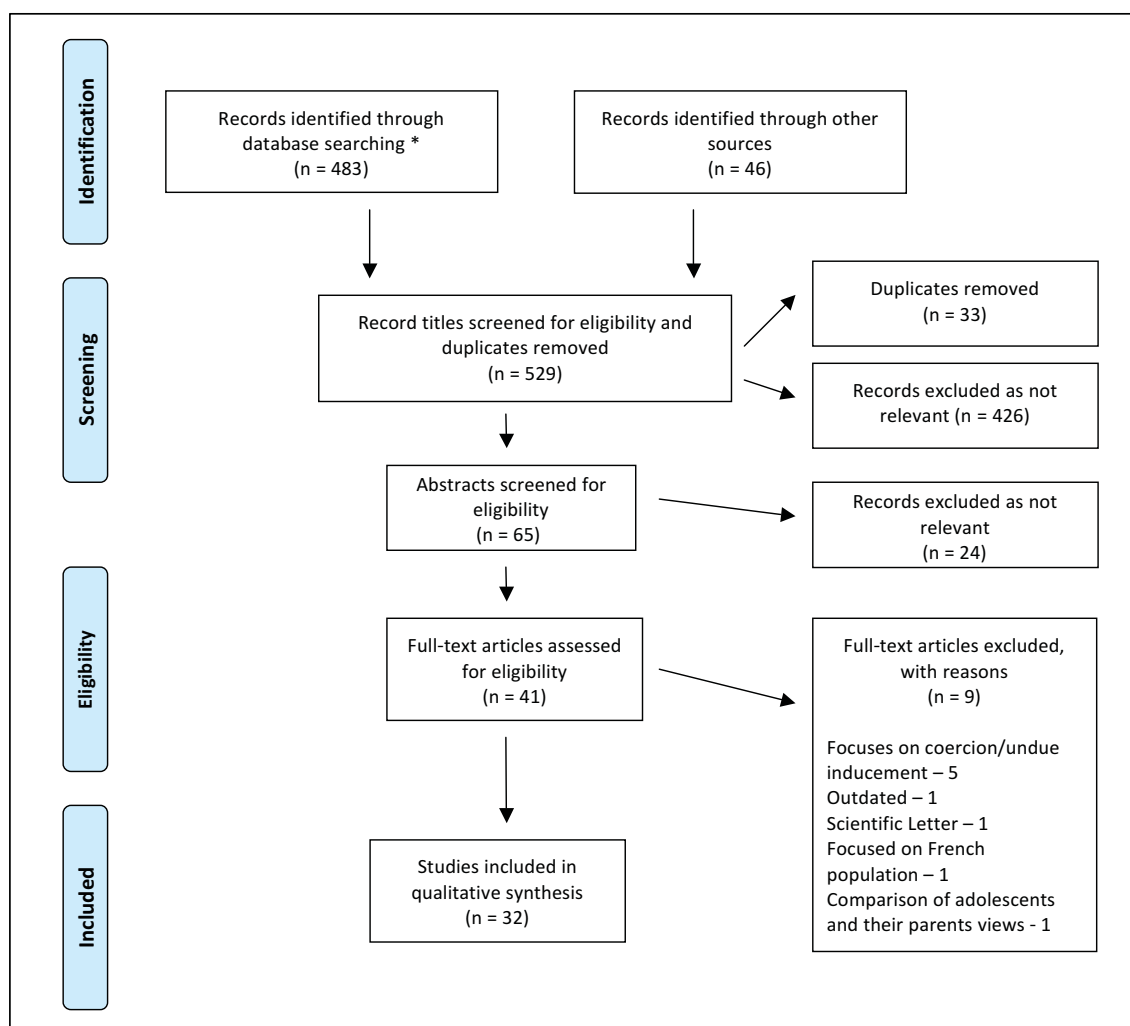 Identification
Records identified through
database searching *
(n = 483)
Records identified through other
sources
(n = 46)
Screening
Record titles screened for eligibility and
duplicates removed
(n = 529)
Duplicates removed
(n = 33)
Records excluded as not
relevant (n = 426)
Abstracts screened for
eligibility
(n = 65)
Records excluded as not
relevant
(n = 24)
Eligibility
Full-text articles assessed
for eligibility
(n = 41)
Full-text articles excluded,
with reasons
(n = 9)
Focuses on coercion/undue
inducement – 5
Outdated – 1
Scientific Letter – 1
Focused on French
population – 1
Comparison of adolescents
and their parents views - 1
Included
Studies included in
qualitative synthesis
(n = 32)